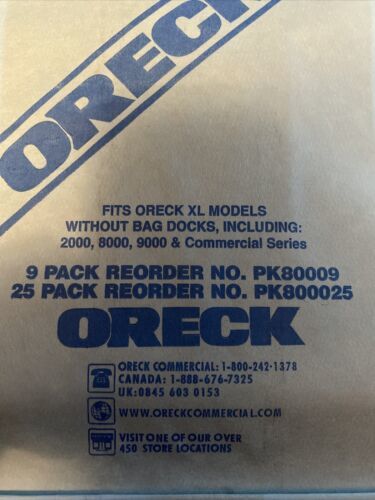 ORECK
FITS ORECK XL MODELS
WITHOUT BAG DOCKS, INCLUDING:
2000, 8000, 9000 & Commercial Series
9 PACK REORDER NO. PK80009
25 PACK REORDER NO. PK800025
ORECK
ORECK COMMERCIAL: 1-800-242-1378
CANADA: 1-888-676-7325
UK: 0845 603 0153
WWW.ORECKCOMMERCIAL.COM
VISIT ONE OF OUR OVER
450 STORE LOCATIONS